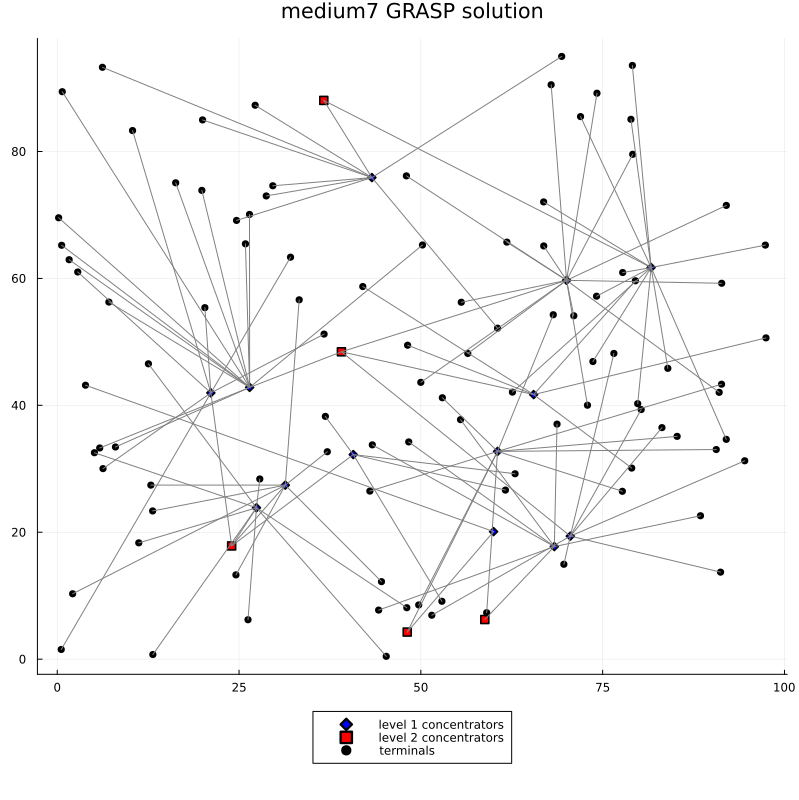 medium7 GRASP solution
80
60
40
20
0
0 25 50 75 100
level 1 concentrators
level 2 concentrators
terminals